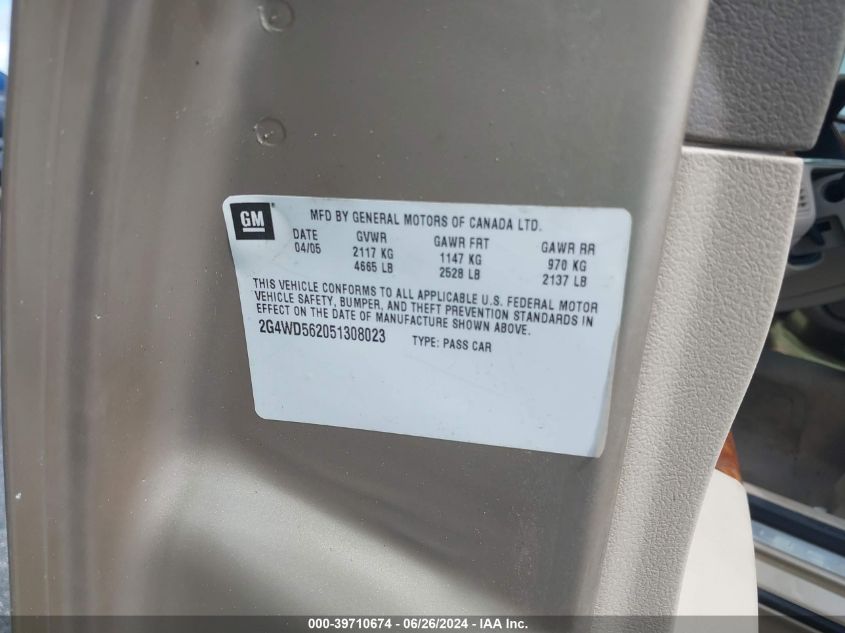 GM ®
MFD BY GENERAL MOTORS OF CANADA LTD.
DATE GVWR GAWR FRT GAWR RR
04/05 2117 KG 1147 KG 970 KG
4665 LB 2528 LB 2137 LB
THIS VEHICLE CONFORMS TO ALL APPLICABLE U.S. FEDERAL MOTOR
VEHICLE SAFETY, BUMPER, AND THEFT PREVENTION STANDARDS IN
EFFECT ON THE DATE OF MANUFACTURE SHOWN ABOVE.
2G4WD562051308023 TYPE: PASS CAR
000-39710674 / 06/26/2024 - IAA Inc.